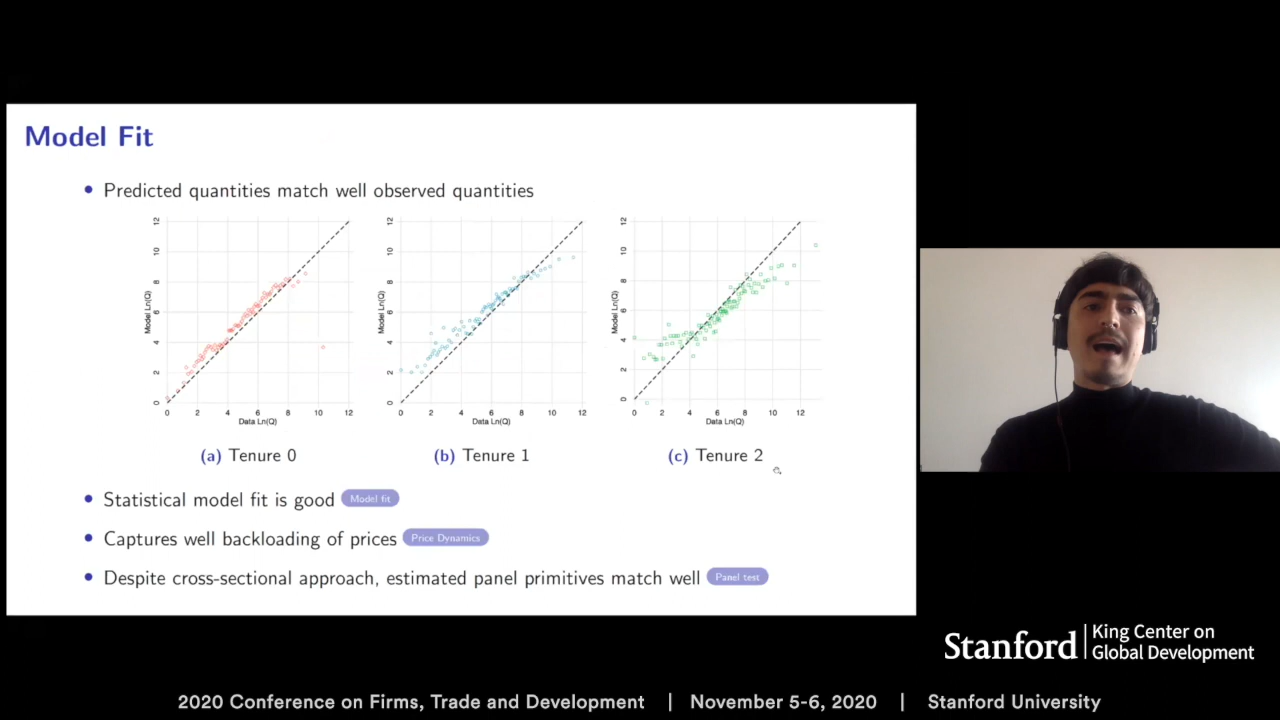 Model Fit
• Predicted quantities match well observed quantities
12
10
8
6
4
2
0
Model Ln(Q)
0 2 4 6 8 10 12
Data Ln(Q)
12
10
8
6
4
2
0
Model Ln(Q)
0 2 4 6 8 10 12
Data Ln(Q)
12
10
8
6
4
2
0
Model Ln(Q)
0 2 4 6 8 10 12
Data Ln(Q)
(a) Tenure 0
(b) Tenure 1
(c) Tenure 2
• Statistical model fit is good Model fit
• Captures well backloading of prices Price Dynamics
• Despite cross-sectional approach, estimated panel primitives match well Panel test
Stanford
King Center on
Global Development
2020 Conference on Firms, Trade and Development | November 5-6, 2020 | Stanford University